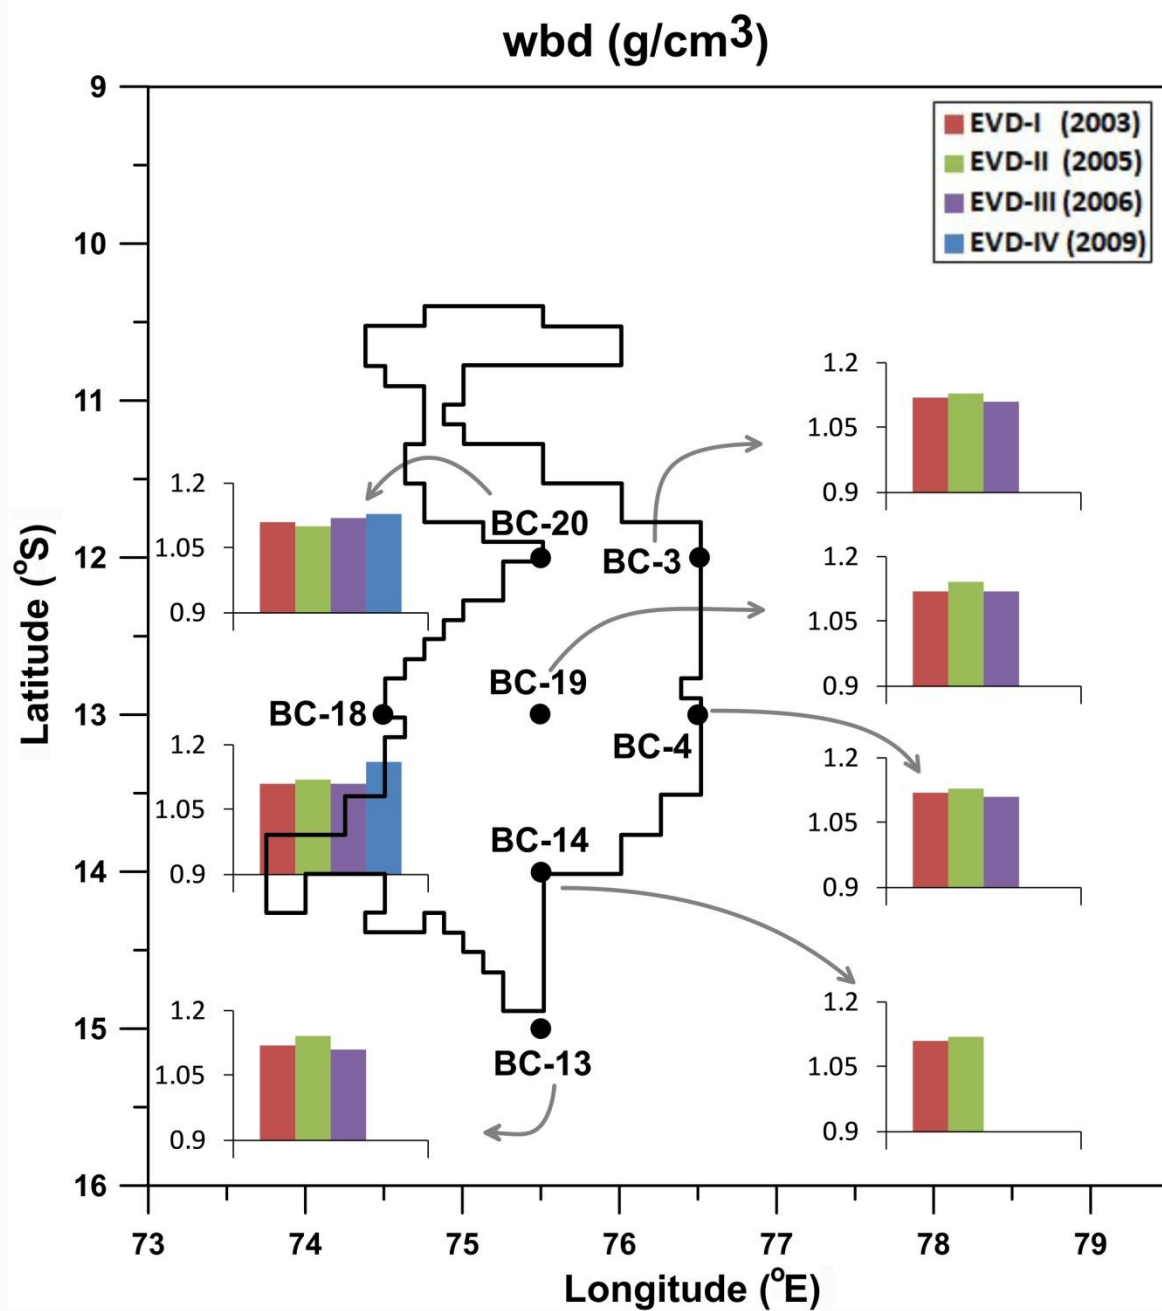 wbd (g/cm3)
EVD-I (2003)
EVD-II (2005)
EVD-III (2006)
EVD-IV (2009)
9
10
11
12
13
14
15
16
Latitude (oS)
1.2
1.05
0.9
1.2
1.05
0.9
BC-20
BC-3
1.2
1.05
0.9
BC-19
BC-18
BC-4
1.2
1.05
0.9
1.2
1.05
0.9
BC-14
1.2
1.05
0.9
BC-13
1.2
1.05
0.9
73
74
75
76
77
78
79
Longitude (oE)